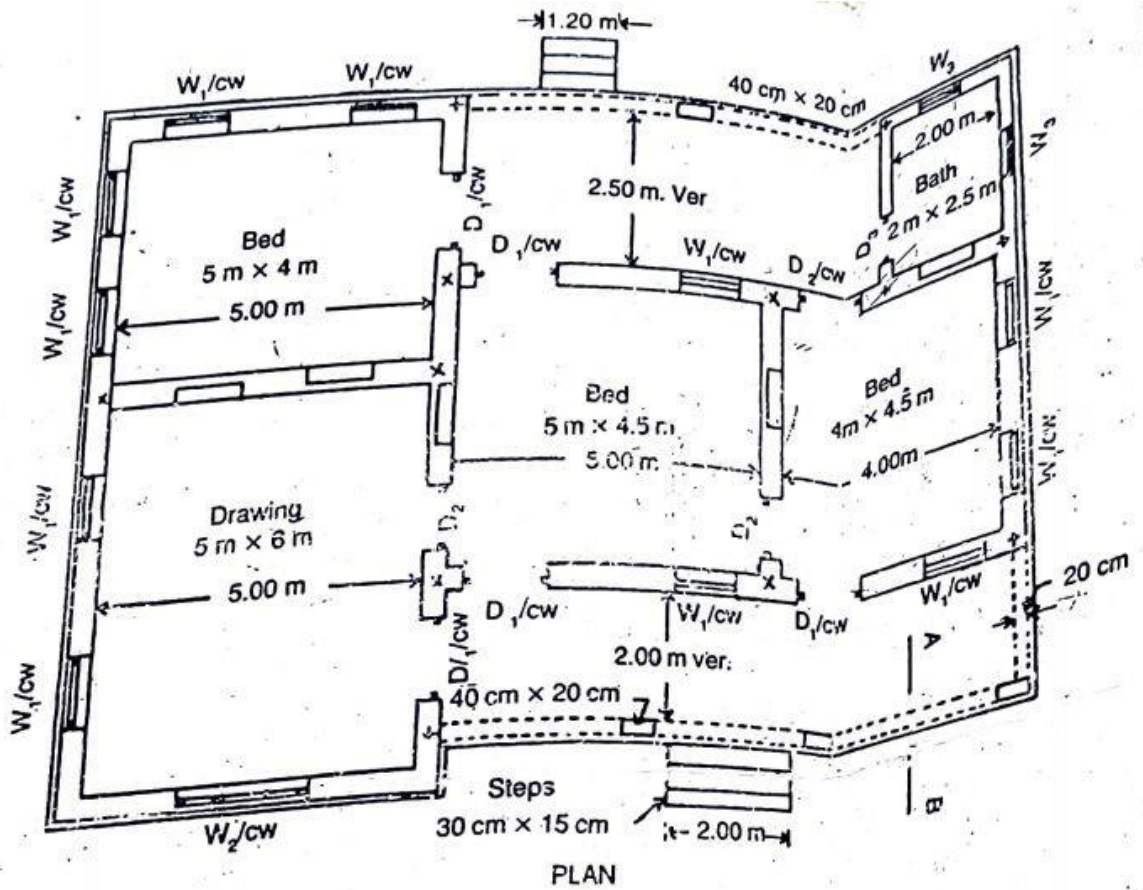 1.20 m
W₁/cw
W₁/cw
40 cm × 20 cm
W₃
W₃
2.00 m
Bath
2 m × 2.5 m
W₁/cw
D₁/cw
2.50 m. Ver
Bed
5 m × 4 m
D₁/cw
W₁/cw
D₂/cw
D₃
5.00 m
W₁/cw
W₁/cw
Bed
5 m × 4.5 m
5.00 m
Bed
4m × 4.5 m
4.00m
W₁/cw
Drawing
5 m × 6 m
5.00 m
W₁/cw
D₂
D₂
D₁/cw
W₁/cw
D₁/cw
W₁/cw
20 cm
D/₁/cw
2.00 m ver.
A
40 cm × 20 cm
W₁/cw
Steps
30 cm × 15 cm
2.00 m
B
W₂/cw
PLAN